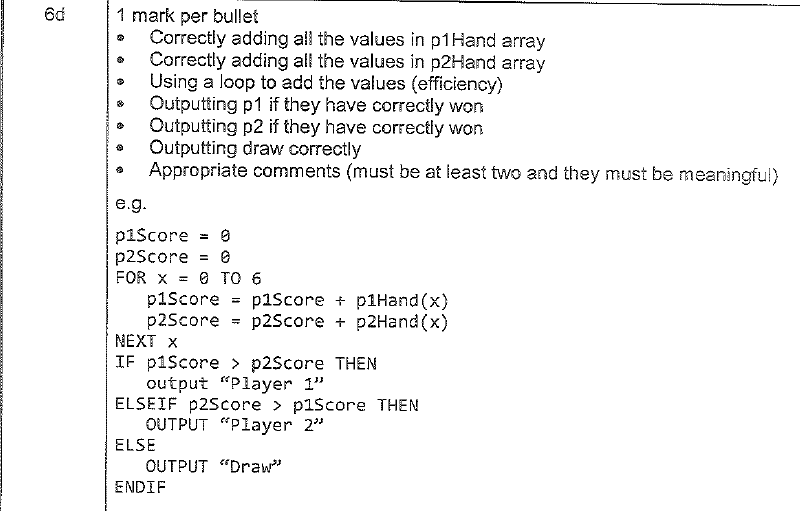 6d
1 mark per bullet
• Correctly adding all the values in p1Hand array
• Correctly adding all the values in p2Hand array
• Using a loop to add the values (efficiency)
• Outputting p1 if they have correctly won
• Outputting p2 if they have correctly won
• Outputting draw correctly
• Appropriate comments (must be at least two and they must be meaningful)
e.g.
p1Score = 0
p2Score = 0
FOR x = 0 TO 6
p1Score = p1Score + p1Hand(x)
p2Score = p2Score + p2Hand(x)
NEXT x
IF p1Score > p2Score THEN
output “Player 1”
ELSEIF p2Score > p1Score THEN
OUTPUT “Player 2”
ELSE
OUTPUT “Draw”
ENDIF